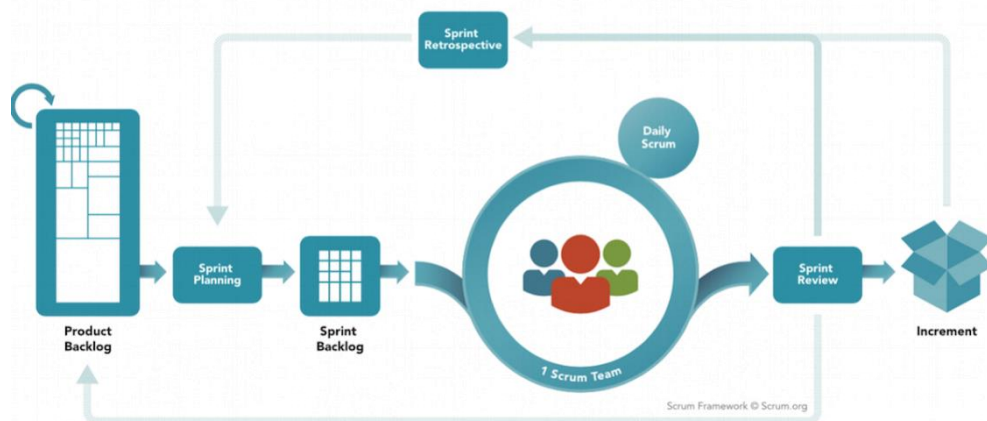 Sprint
Retrospective
Daily
Scrum
Sprint
Planning
Sprint
Review
Product
Backlog
Sprint
Backlog
1 Scrum Team
Increment
Scrum Framework © Scrum.org